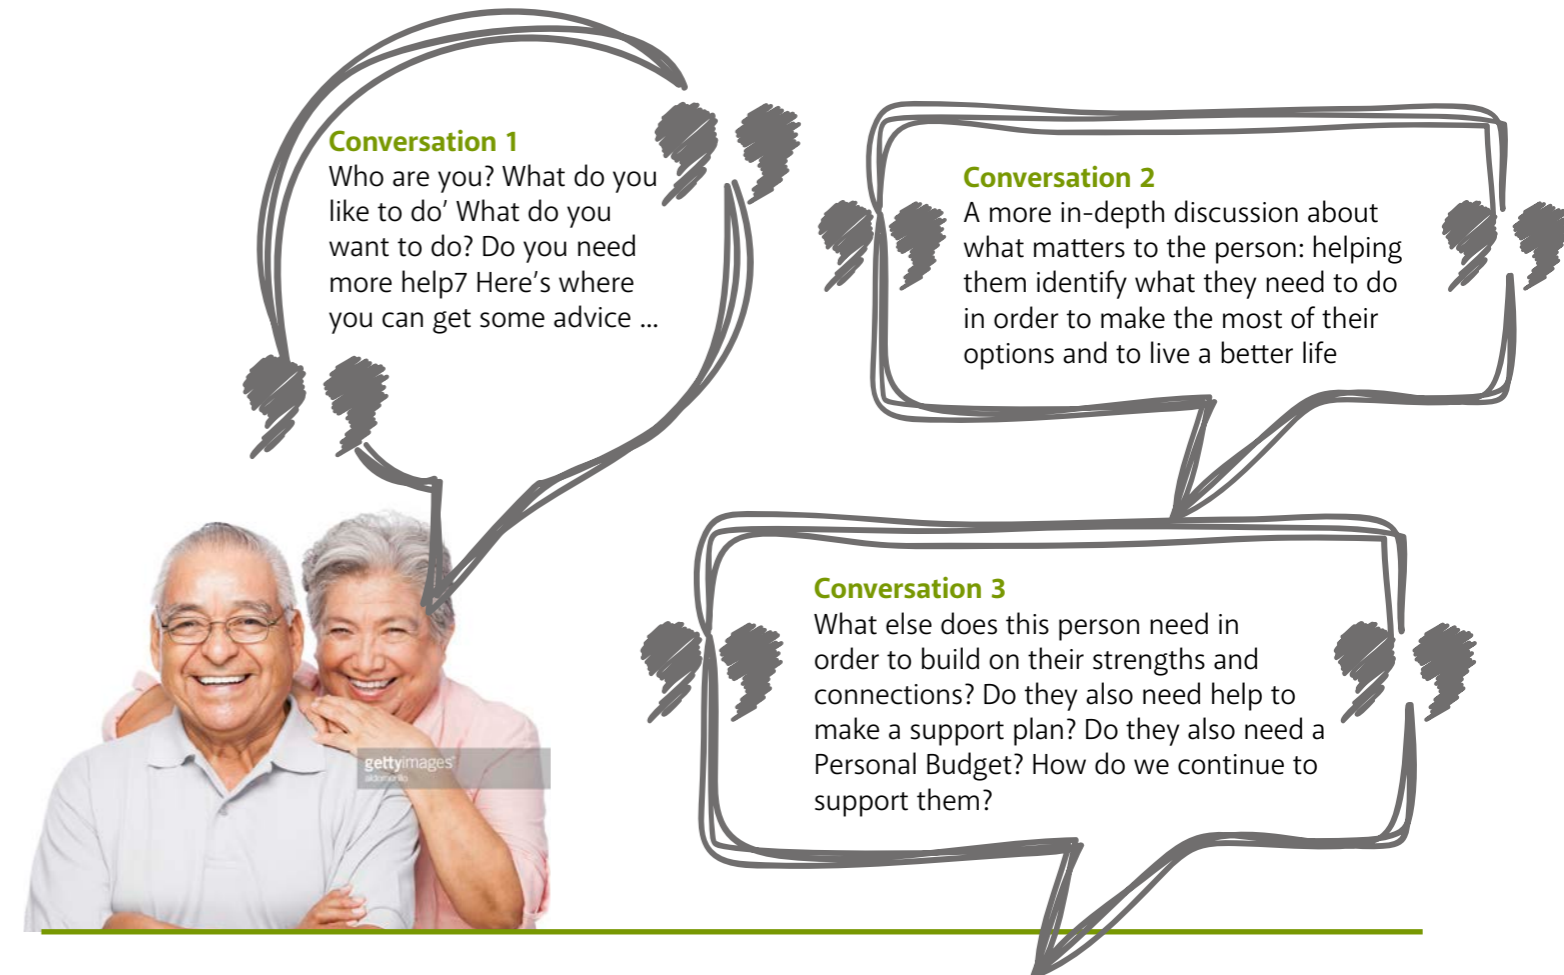 Conversation 1
Who are you? What do you
like to do’ What do you
want to do? Do you need
more help7 Here’s where
you can get some advice ...
Conversation 2
A more in-depth discussion about
what matters to the person: helping
them identify what they need to do
in order to make the most of their
options and to live a better life
Conversation 3
What else does this person need in
order to build on their strengths and
connections? Do they also need help to
make a support plan? Do they also need a
Personal Budget? How do we continue to
support them?
gettyimages®